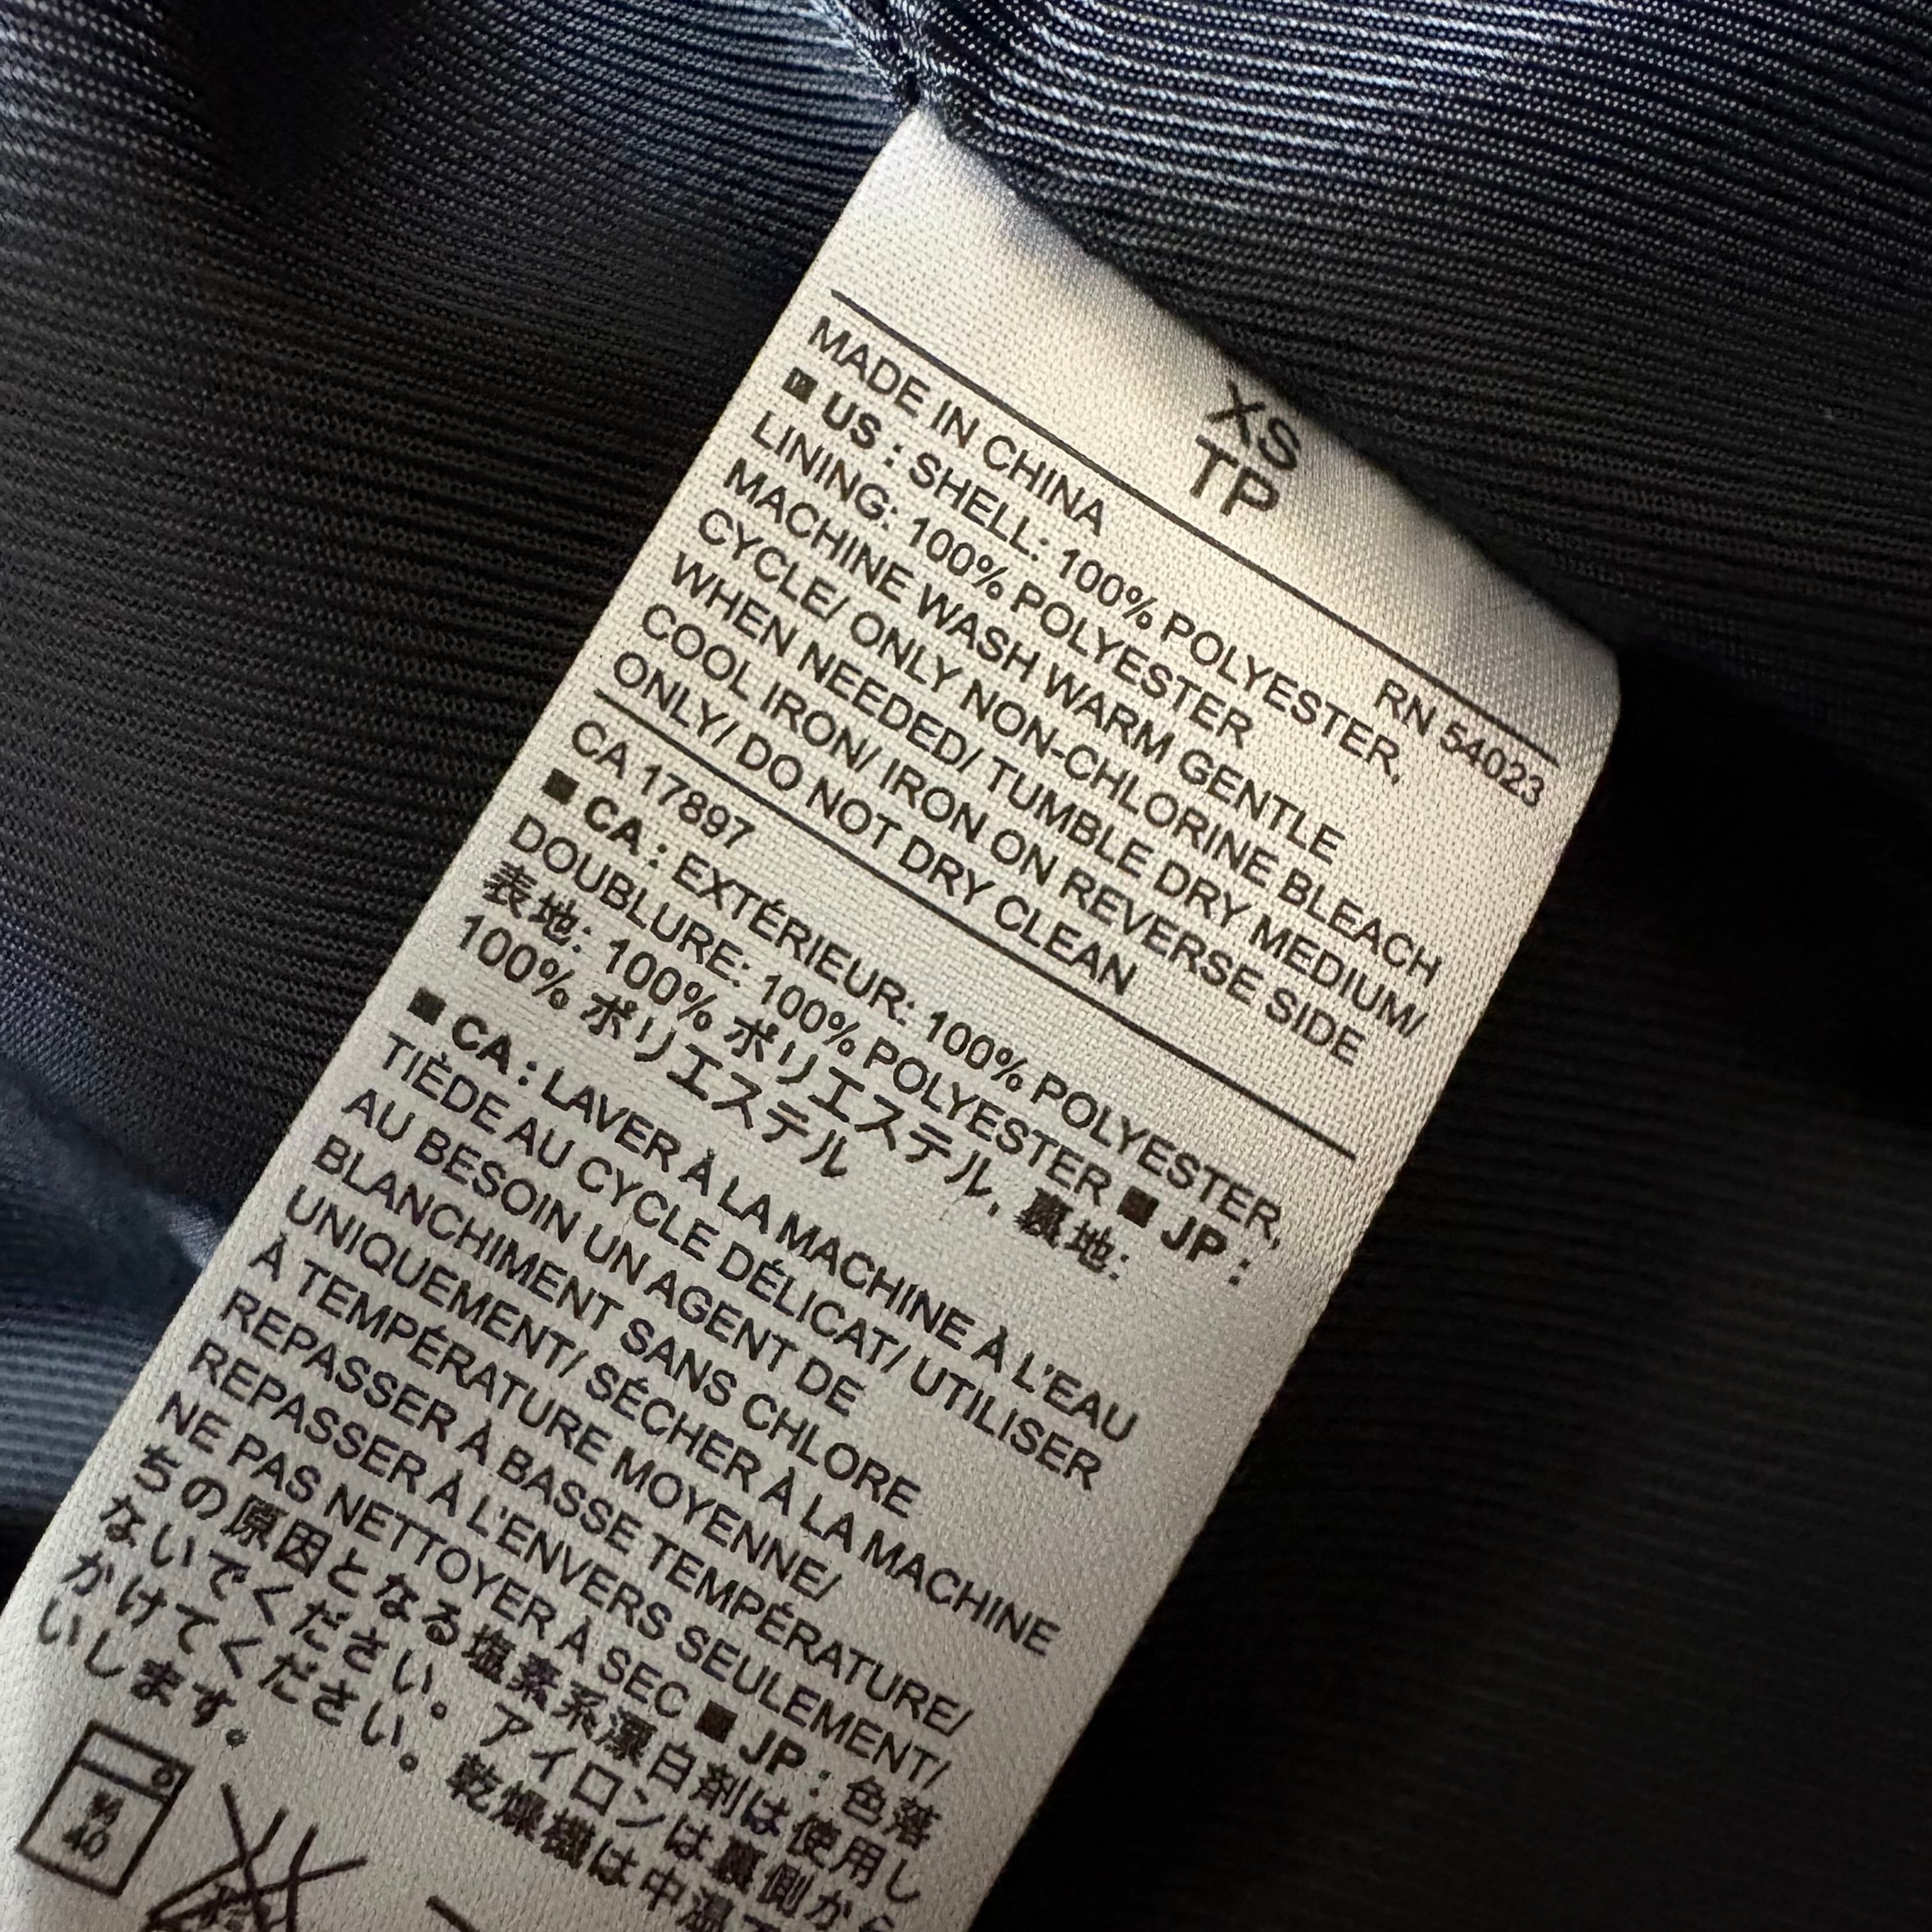 XS
TP
MADE IN CHINA RN 54023
■ US : SHELL: 100% POLYESTER,
LINING: 100% POLYESTER
MACHINE WASH WARM GENTLE
CYCLE/ ONLY NON-CHLORINE BLEACH
WHEN NEEDED/ TUMBLE DRY MEDIUM/
COOL IRON/ IRON ON REVERSE SIDE
ONLY/ DO NOT DRY CLEAN
CA 17897
■ CA : EXTÉRIEUR: 100% POLYESTER,
DOUBLURE: 100% POLYESTER ■ JP :
表地: 100% ポリエステル, 裏地:
100% ポリエステル
■ CA : LAVER À LA MACHINE À L'EAU
TIÈDE AU CYCLE DÉLICAT/ UTILISER
AU BESOIN UN AGENT DE
BLANCHIMENT SANS CHLORE
UNIQUEMENT/ SÉCHER À LA MACHINE
À TEMPÉRATURE MOYENNE/
REPASSER À BASSE TEMPÉRATURE/
REPASSER À L'ENVERS SEULEMENT/
NE PAS NETTOYER À SEC ■ JP : 色落
ちの原因となる塩素系漂白剤は使用し
ないでください。アイロンは裏側から
かけてください。乾燥機は中温で
いします。
40